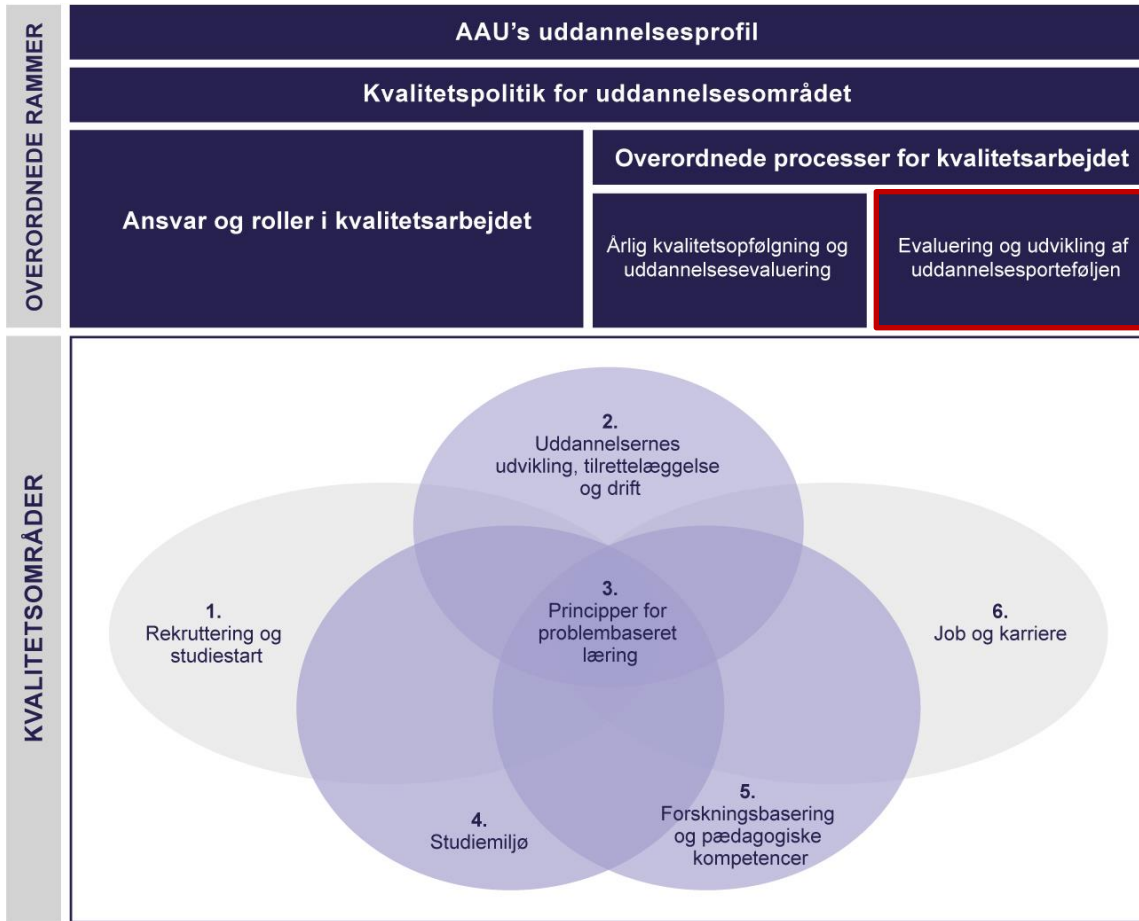 OVERORDNEDE RAMMER
AAU's uddannelsesprofil
Kvalitetspolitik for uddannelsesområdet
Ansvar og roller i kvalitetsarbejdet
Overordnede processer for kvalitetsarbejdet
Årlig kvalitetsopfølgning og
uddannelsesevaluering
Evaluering og udvikling af
uddannelsesporteføljen
KVALITETSOMRÅDER
1.
Rekruttering og
studiestart
2.
Uddannelsernes
udvikling, tilrettelæggelse
og drift
3.
Principper for
problembaseret
læring
4.
Studiemiljø
5.
Forskningsbasering
og pædagogiske
kompetencer
6.
Job og karriere